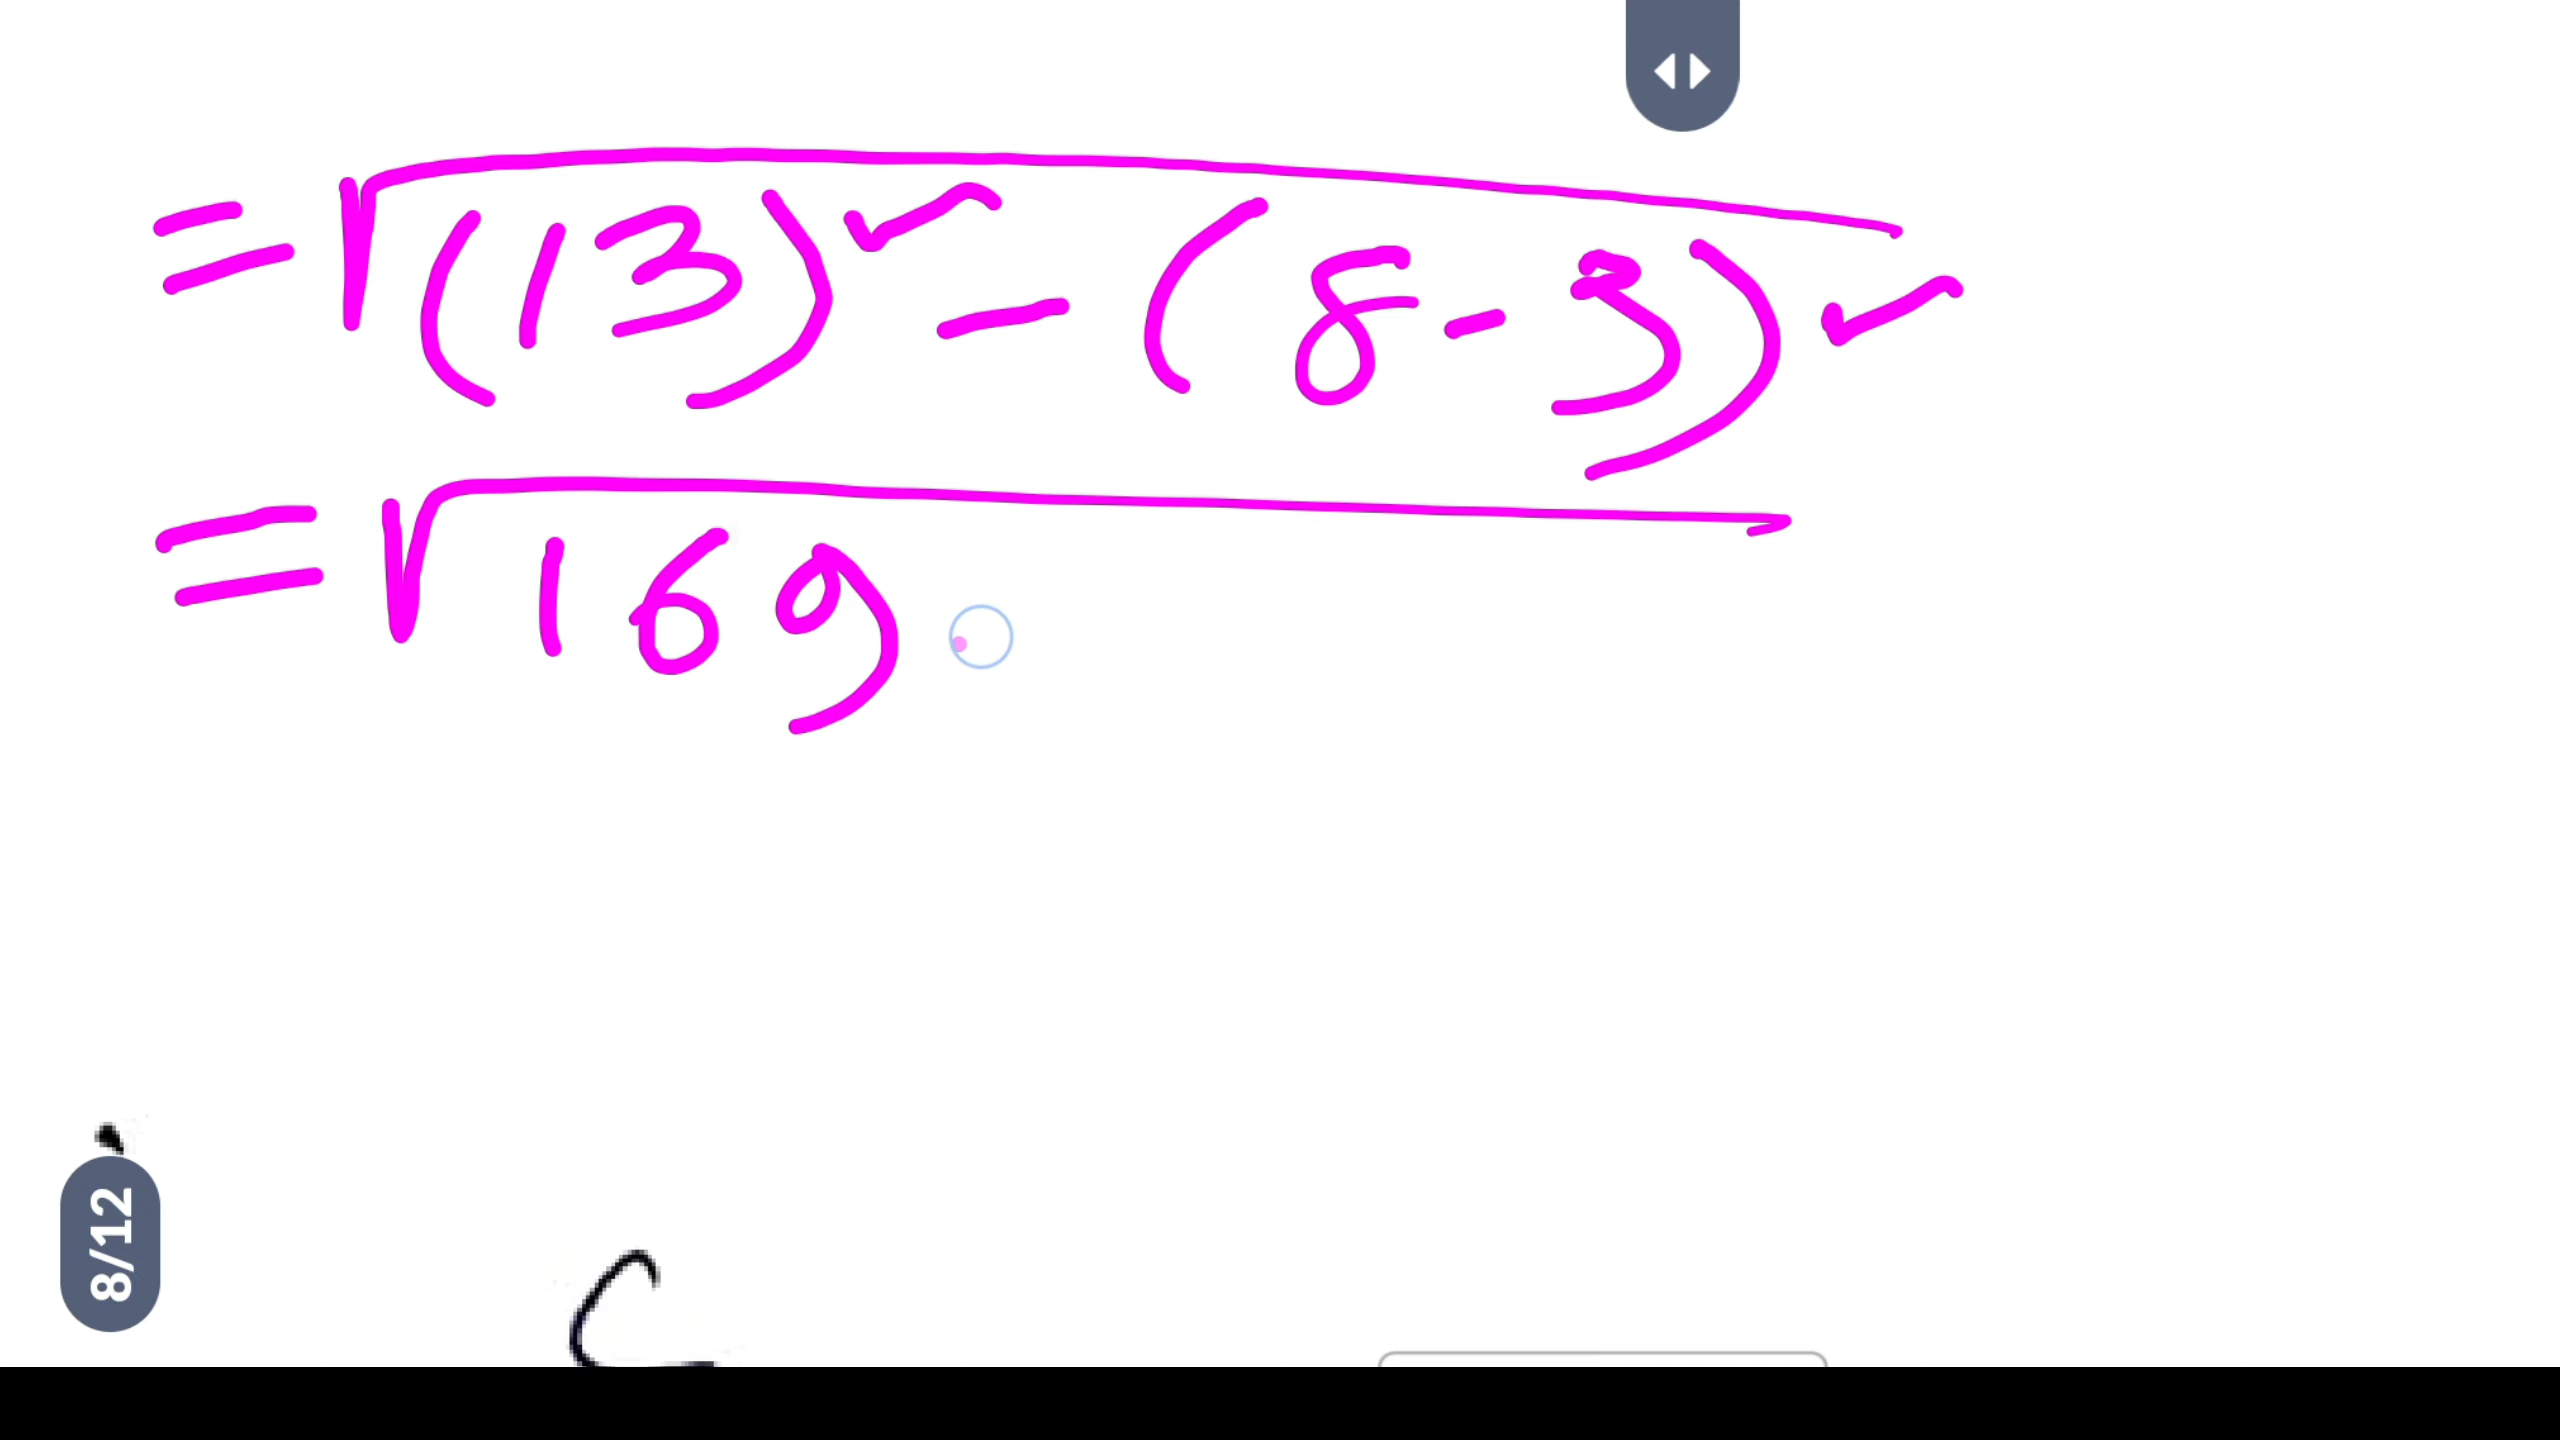 = √(13)² - (8-3)²
= √169
8/12